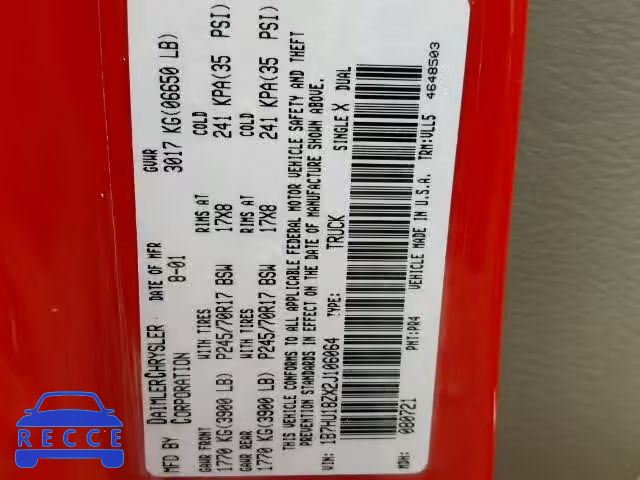 MFD BY DAIMLERCHRYSLER CORPORATION
DATE OF MFR 8-01
GVWR 3017 KG(06650 LB)
GAWR FRONT WITH TIRES RIMS AT COLD
1770 KG(3900 LB) P245/70R17 BSW 17X8 241 KPA(35 PSI)
GAWR REAR WITH TIRES RIMS AT COLD
1770 KG(3900 LB) P245/70R17 BSW 17X8 241 KPA(35 PSI)
THIS VEHICLE CONFORMS TO ALL APPLICABLE FEDERAL MOTOR VEHICLE SAFETY AND THEFT
PREVENTION STANDARDS IN EFFECT ON THE DATE OF MANUFACTURE SHOWN ABOVE.
VIN: 1B7HU18ZX2J106064 TYPE: TRUCK SINGLE X DUAL
MDH: 080721 PNT:PR4 VEHICLE MADE IN U.S.A. TRM:VLL5 4648503
RECENT CARS